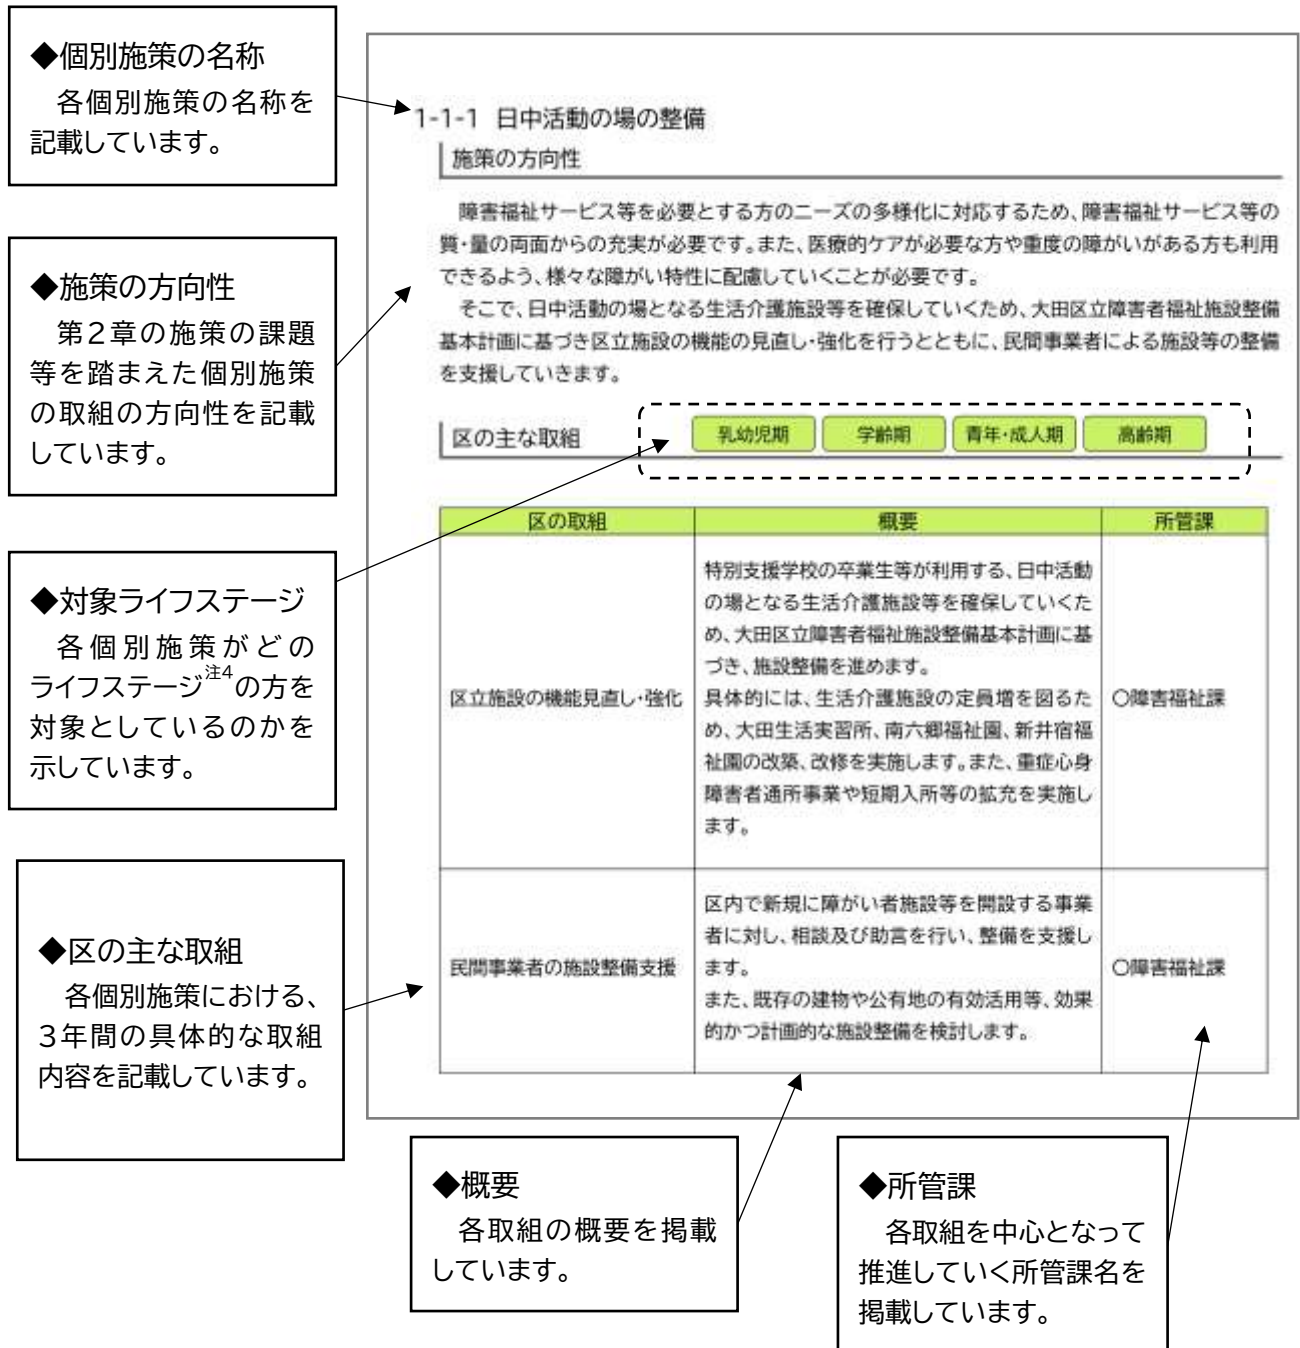 ◆個別施策の名称
各個別施策の名称を
記載しています。
◆施策の方向性
第2章の施策の課題
等を踏まえた個別施策
の取組の方向性を記載
しています。
◆対象ライフステージ
各個別施策がどの
ライフステージ注4の方を
対象としているのかを
示しています。
◆区の主な取組
各個別施策における、
3年間の具体的な取組
内容を記載しています。
1-1-1 日中活動の場の整備
施策の方向性
障害福祉サービス等を必要とする方のニーズの多様化に対応するため、障害福祉サービス等の
質・量の両面からの充実が必要です。また、医療的ケアが必要な方や重度の障がいがある方も利用
できるよう、様々な障がい特性に配慮していくことが必要です。
そこで、日中活動の場となる生活介護施設等を確保していくため、大田区立障害者福祉施設整備
基本計画に基づき区立施設の機能の見直し・強化を行うとともに、民間事業者による施設等の整備
を支援していきます。
区の主な取組 乳幼児期 学齢期 青年・成人期 高齢期
区の取組 概要 所管課
区立施設の機能見直し・強化
特別支援学校の卒業生等が利用する、日中活動
の場となる生活介護施設等を確保していくた
め、大田区立障害者福祉施設整備基本計画に基
づき、施設整備を進めます。
具体的には、生活介護施設の定員増を図るた
め、大田生活実習所、南六郷福祉園、新井宿福
祉園の改築、改修を実施します。また、重症心身
障害者通所事業や短期入所等の拡充を実施し
ます。
〇障害福祉課
民間事業者の施設整備支援
区内で新規に障がい者施設等を開設する事業
者に対し、相談及び助言を行い、整備を支援し
ます。
また、既存の建物や公有地の有効活用等、効果
的かつ計画的な施設整備を検討します。
〇障害福祉課
◆概要
各取組の概要を掲載
しています。
◆所管課
各取組を中心となって
推進していく所管課名を
掲載しています。